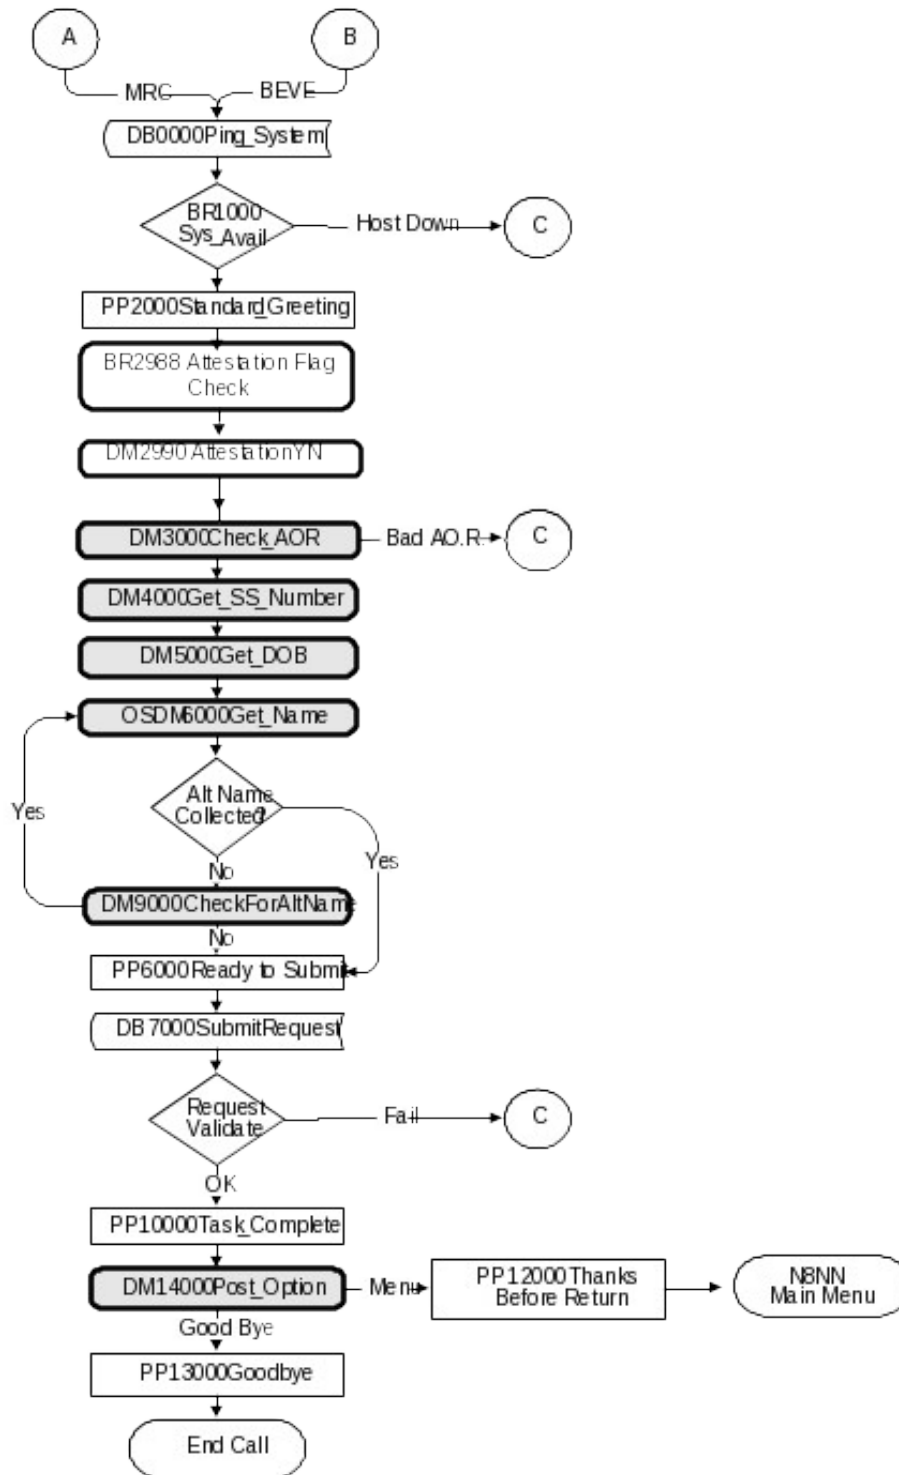 A
B
MRC
BEVE
DB0000Ping_System
BR1000
Sys_Avail
Host Down
C
PP2000Standard_Greeting
BR2988 Attestation Flag
Check
DM2990 AttestationYN
DM3000Check_AOR
Bad AO.R.
C
DM4000Get_SS_Number
DM5000Get_DOB
OSDM6000Get_Name
Alt Name
Collected?
Yes
Yes
No
DM9000CheckForAltName
No
PP6000Ready to Submit
DB7000SubmitRequest
Request
Validate
Fail
C
OK
PP10000Task_Complete
DM14000Post_Option
Menu
PP12000Thanks
Before Return
N8NN
Main Menu
Good Bye
PP13000Goodbye
End Call